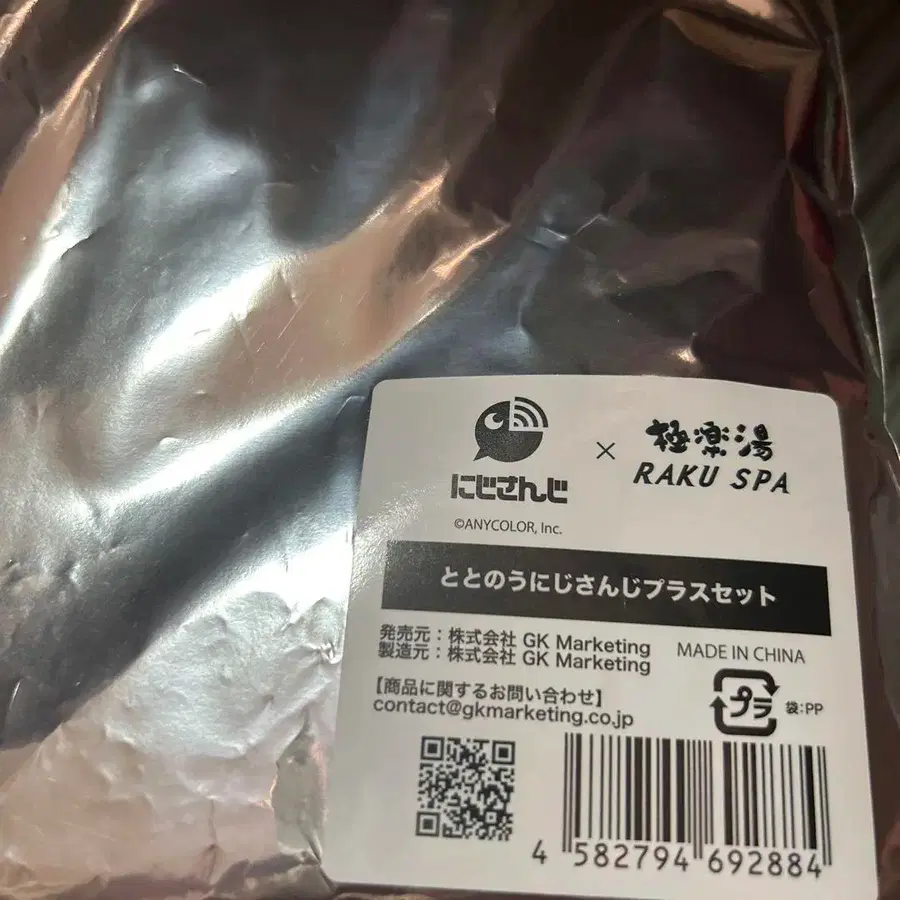 にじさんじ
©ANYCOLOR, Inc.
×
極楽湯
RAKU SPA
ととのうにじさんじプラスセット
発売元：株式会社 GK Marketing
製造元：株式会社 GK Marketing
MADE IN CHINA
【商品に関するお問い合わせ】
contact@gkmarketing.co.jp
プラ
袋:PP
4 582794 692884